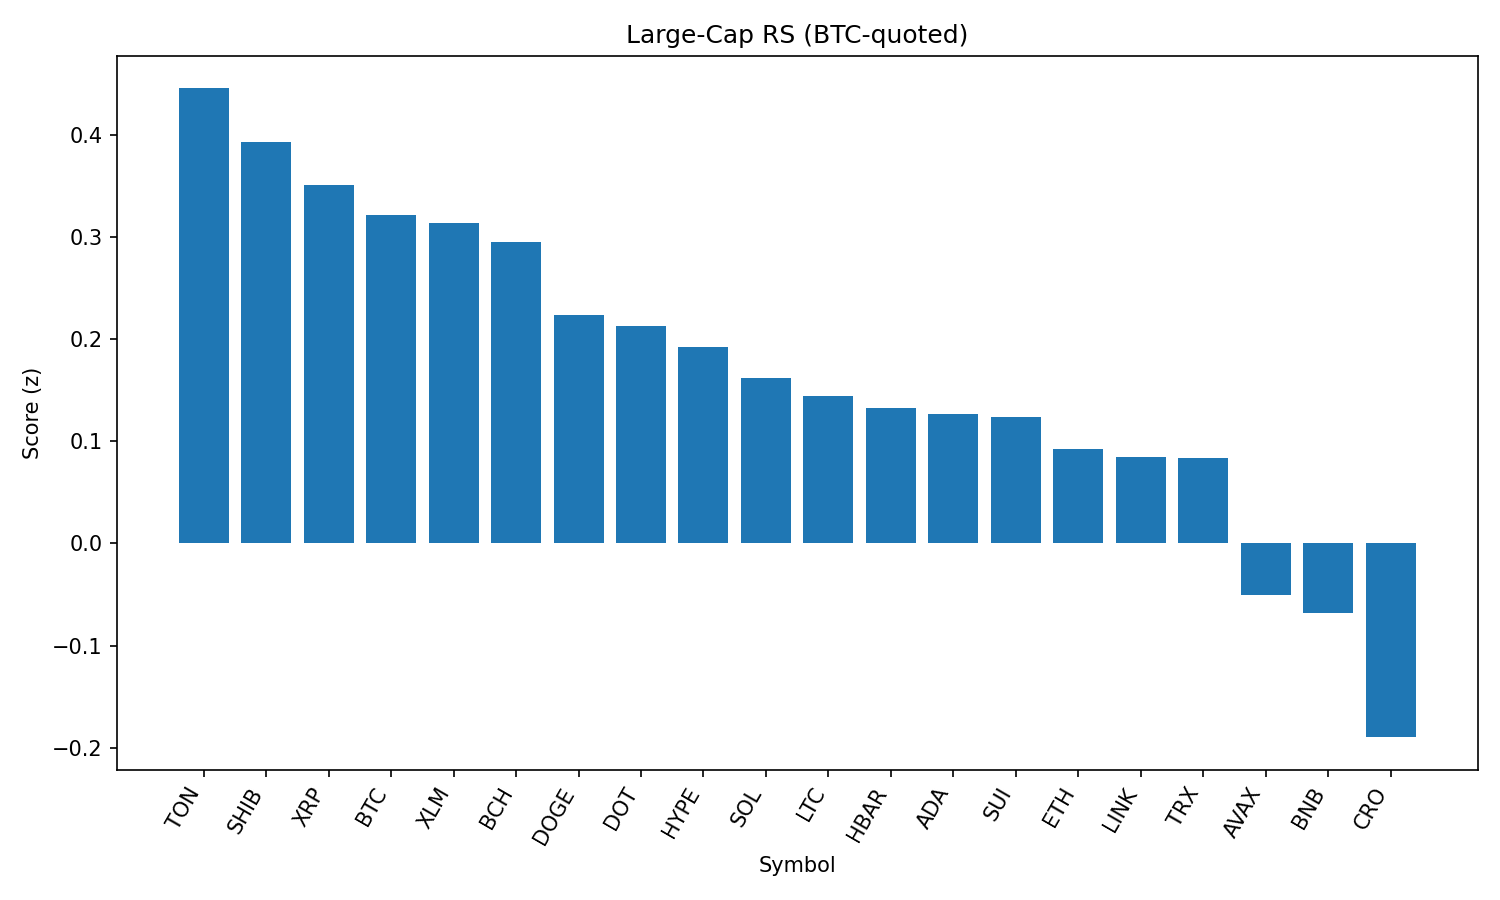 Large-Cap RS (BTC-quoted)
Score (z)
0.4
0.3
0.2
0.1
0.0
−0.1
−0.2
TON
SHIB
XRP
BTC
XLM
BCH
DOGE
DOT
HYPE
SOL
LTC
HBAR
ADA
SUI
ETH
LINK
TRX
AVAX
BNB
CRO
Symbol